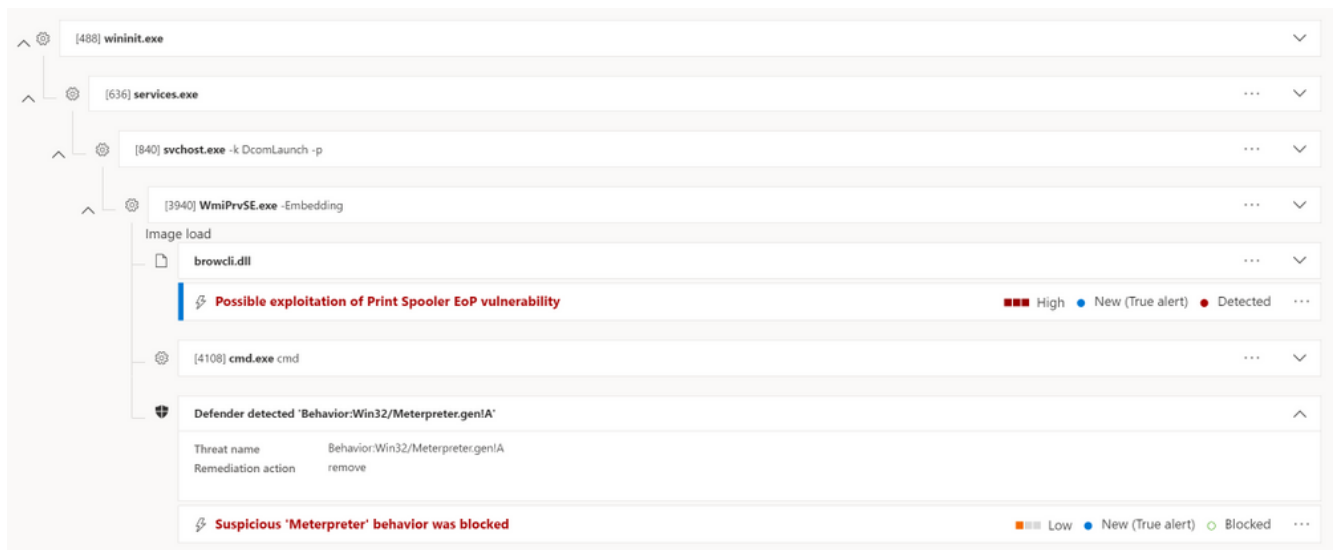 [488] wininit.exe
[636] services.exe
[840] svchost.exe -k DcomLaunch -p
[3940] WmiPrvSE.exe -Embedding
Image load
browcli.dll
Possible exploitation of Print Spooler EoP vulnerability High New (True alert) Detected
[4108] cmd.exe cmd
Defender detected 'Behavior:Win32/Meterpreter.gen!A'
Threat name Behavior:Win32/Meterpreter.gen!A
Remediation action remove
Suspicious 'Meterpreter' behavior was blocked Low New (True alert) Blocked